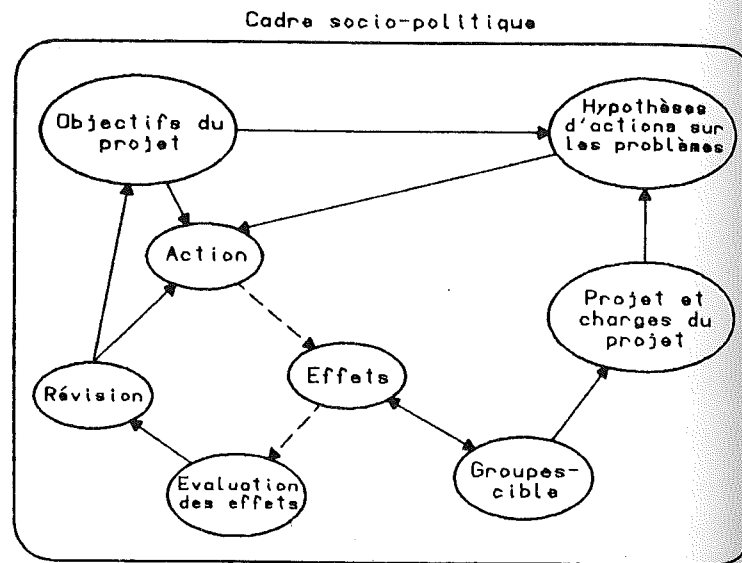 Cadre socio-politique
Objectifs du
projet
Hypothèses
d'actions sur
les problèmes
Action
Projet et
charges du
projet
Effets
Révision
Groupes-
cible
Evaluation
des effets